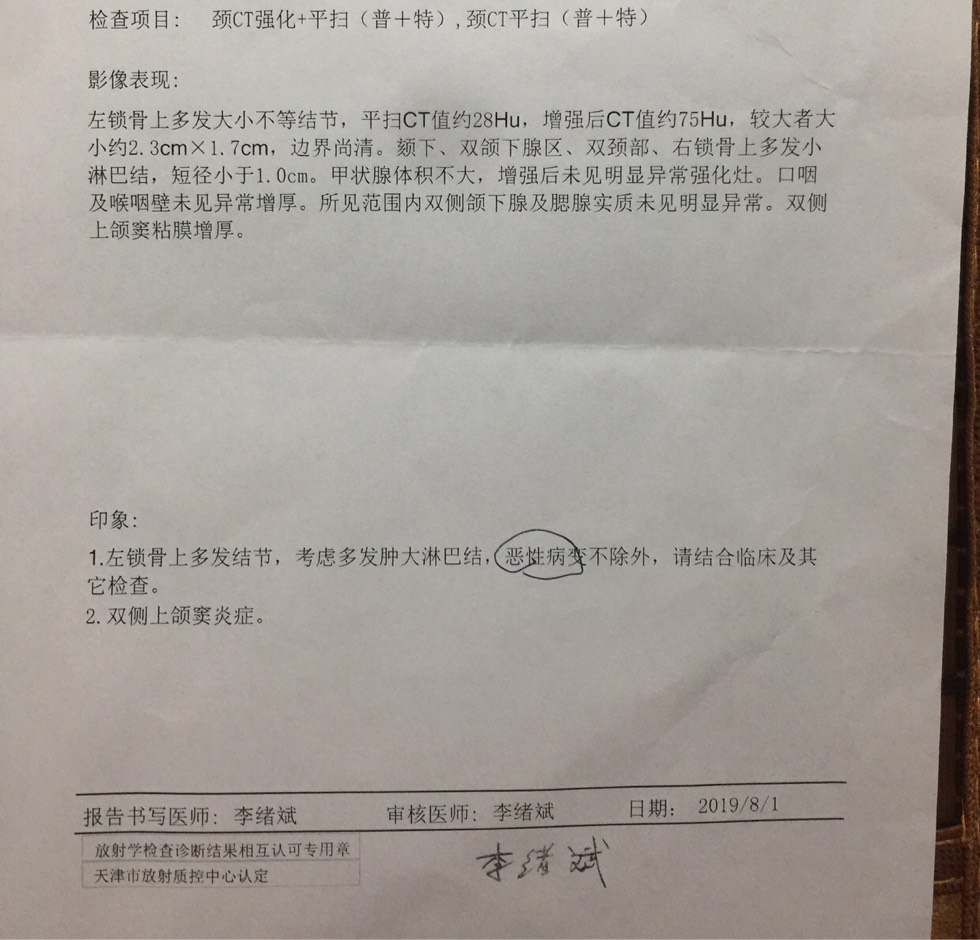 检查项目: 颈CT强化+平扫（普＋特）,颈CT平扫（普＋特）
影像表现:
左锁骨上多发大小不等结节，平扫CT值约28Hu，增强后CT值约75Hu，较大者大
小约2.3cm×1.7cm，边界尚清。颏下、双颌下腺区、双颈部、右锁骨上多发小
淋巴结，短径小于1.0cm。甲状腺体积不大，增强后未见明显异常强化灶。口咽
及喉咽壁未见异常增厚。所见范围内双侧颌下腺及腮腺实质未见明显异常。双侧
上颌窦粘膜增厚。
印象:
1.左锁骨上多发结节，考虑多发肿大淋巴结，恶性病变不除外，请结合临床及其
它检查。
2.双侧上颌窦炎症。
报告书写医师: 李绪斌 审核医师: 李绪斌 日期: 2019/8/1
放射学检查诊断结果相互认可专用章
天津市放射质控中心认定
李绪斌